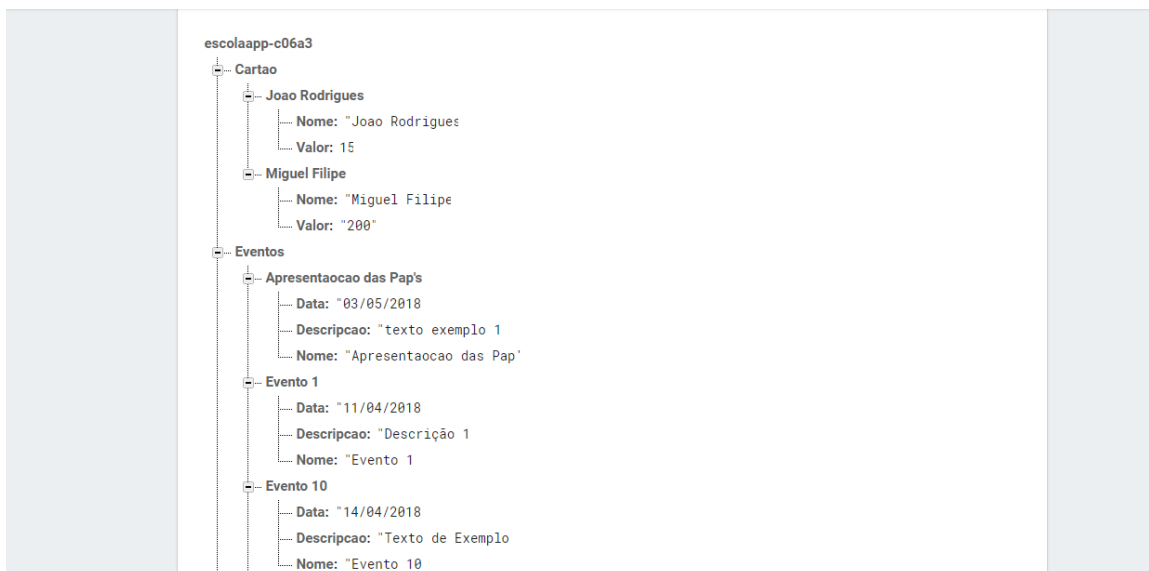 escolaapp-c06a3
Cartao
Joao Rodrigues
Nome: "Joao Rodrigues
Valor: 15
Miguel Filipe
Nome: "Miguel Filipe
Valor: "200"
Eventos
Apresentaocao das Pap's
Data: "03/05/2018
Descripcao: "texto exemplo 1
Nome: "Apresentaocao das Pap'
Evento 1
Data: "11/04/2018
Descripcao: "Descrição 1
Nome: "Evento 1
Evento 10
Data: "14/04/2018
Descripcao: "Texto de Exemplo
Nome: "Evento 10